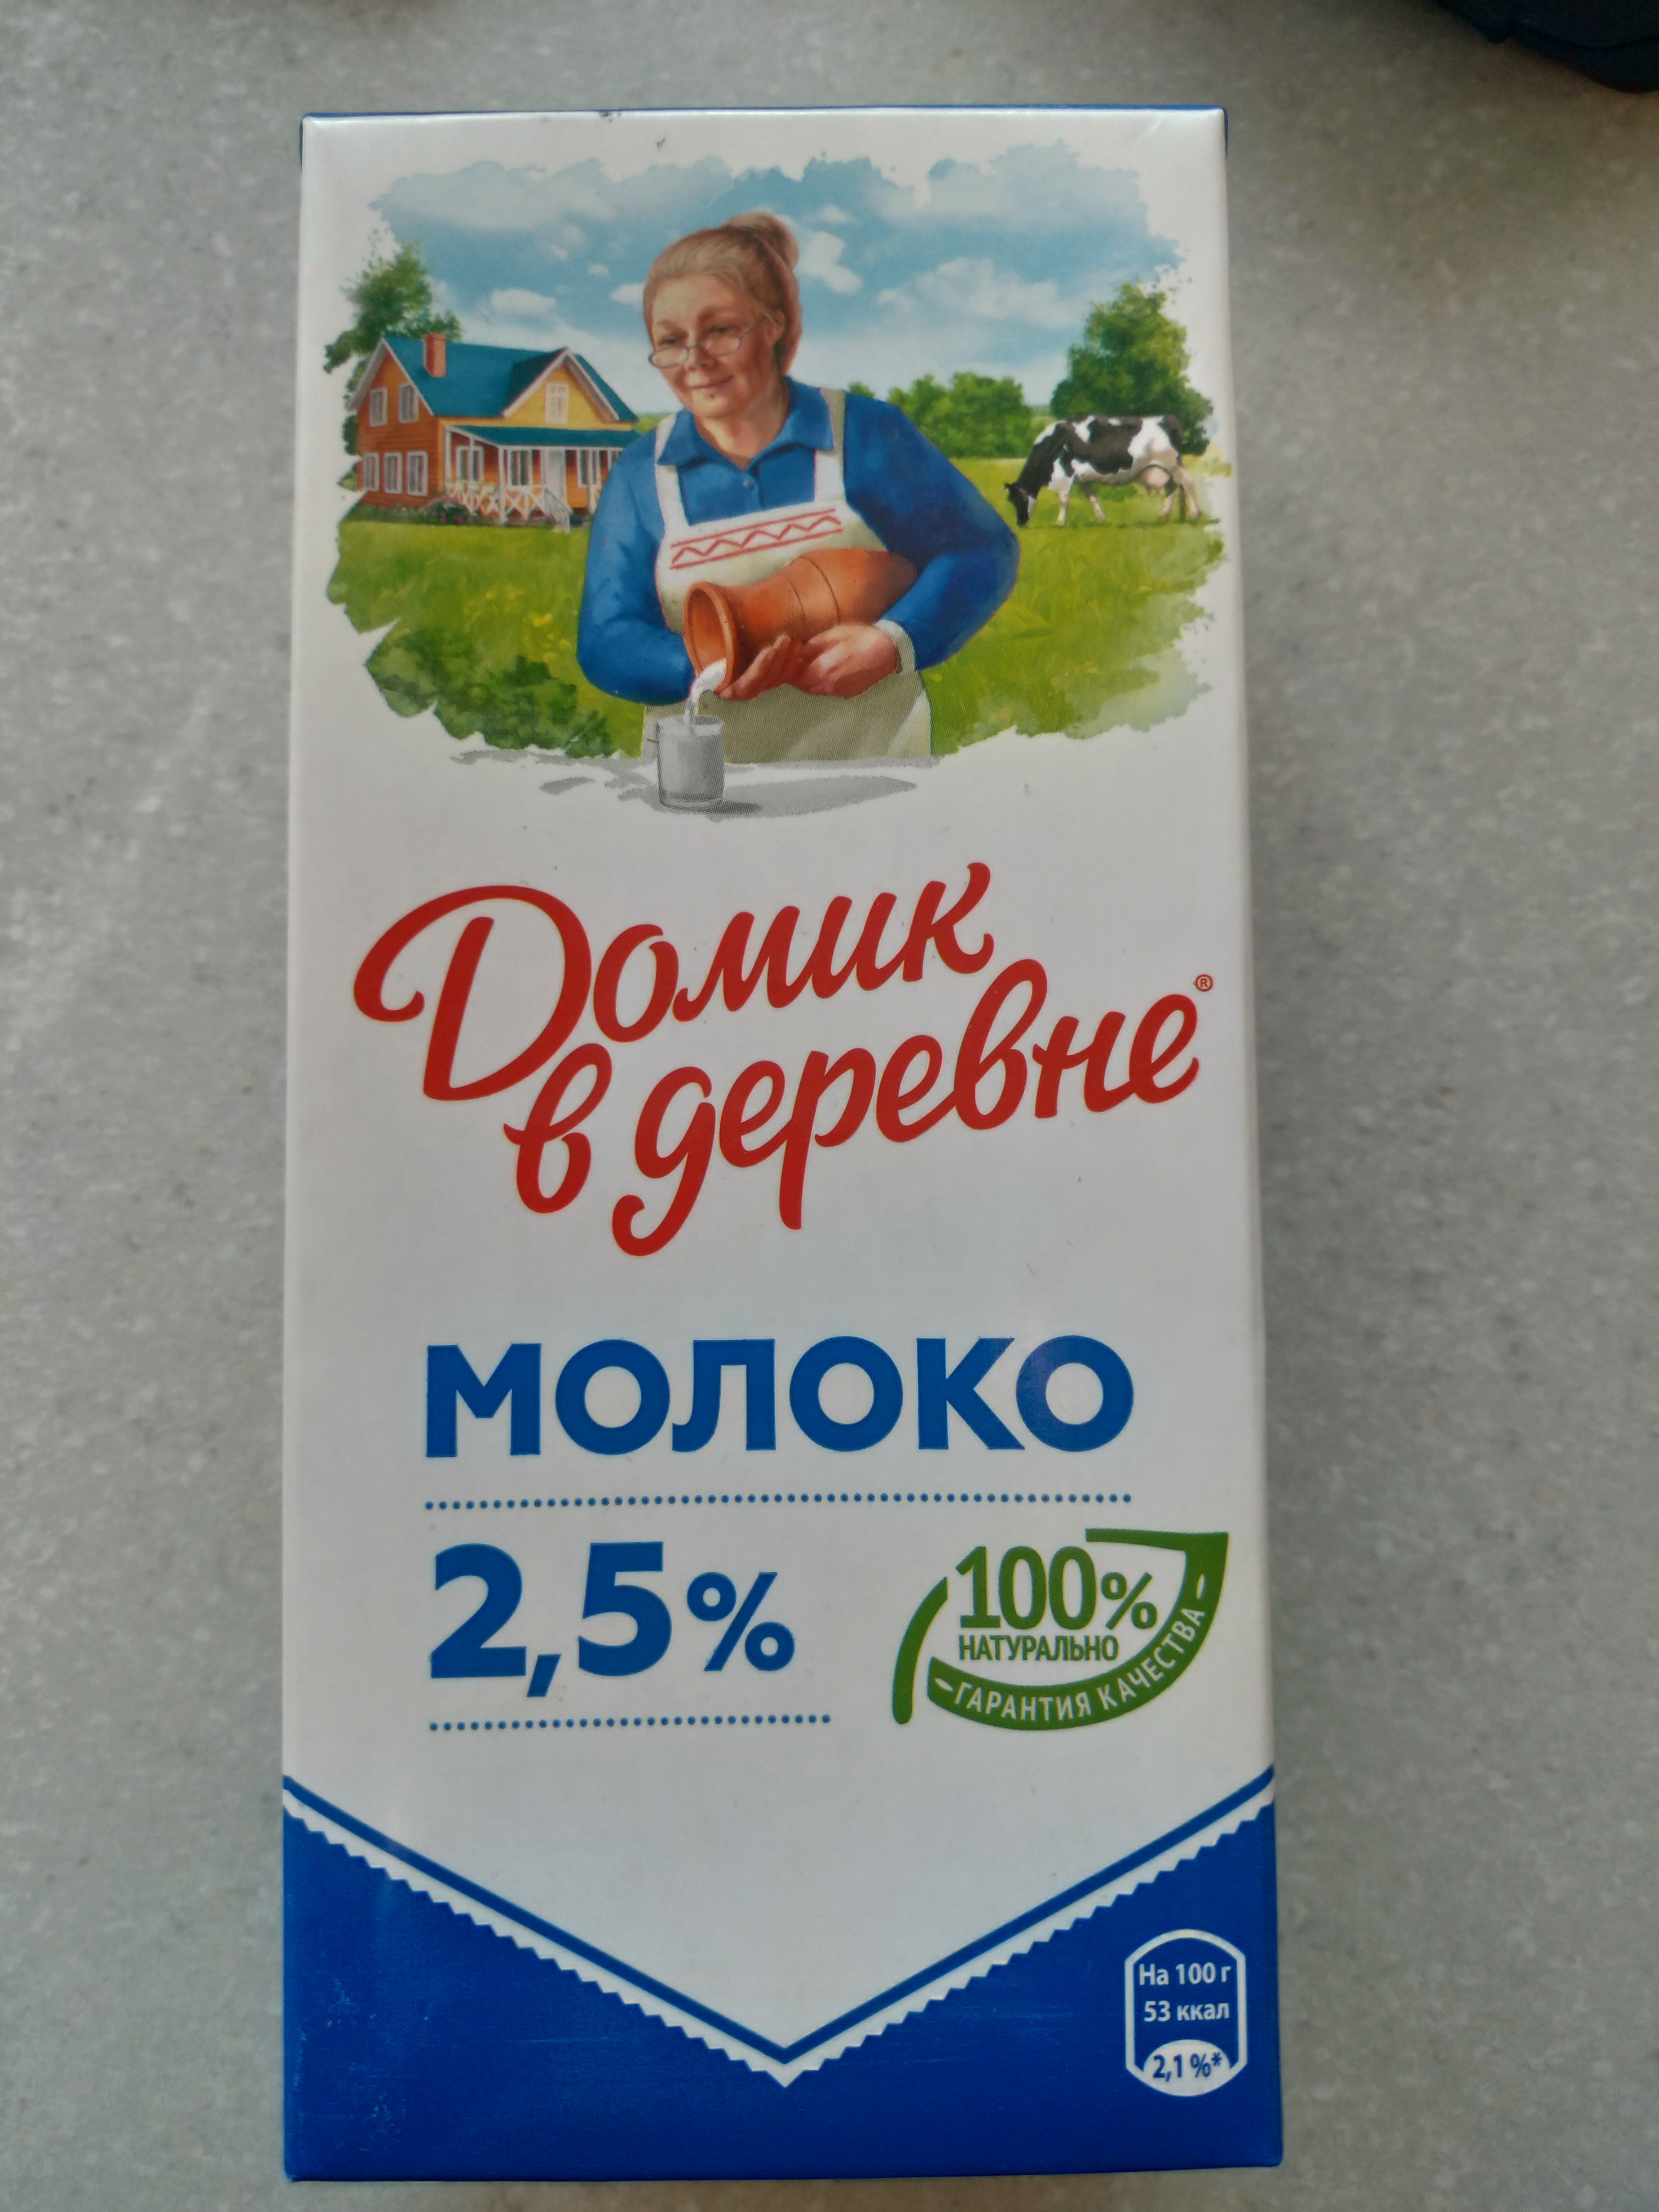 Домик
в деревне®
МОЛОКО
2,5%
100%
НАТУРАЛЬНО
ГАРАНТИЯ КАЧЕСТВА
На 100 г
53 ккал
2,1%*